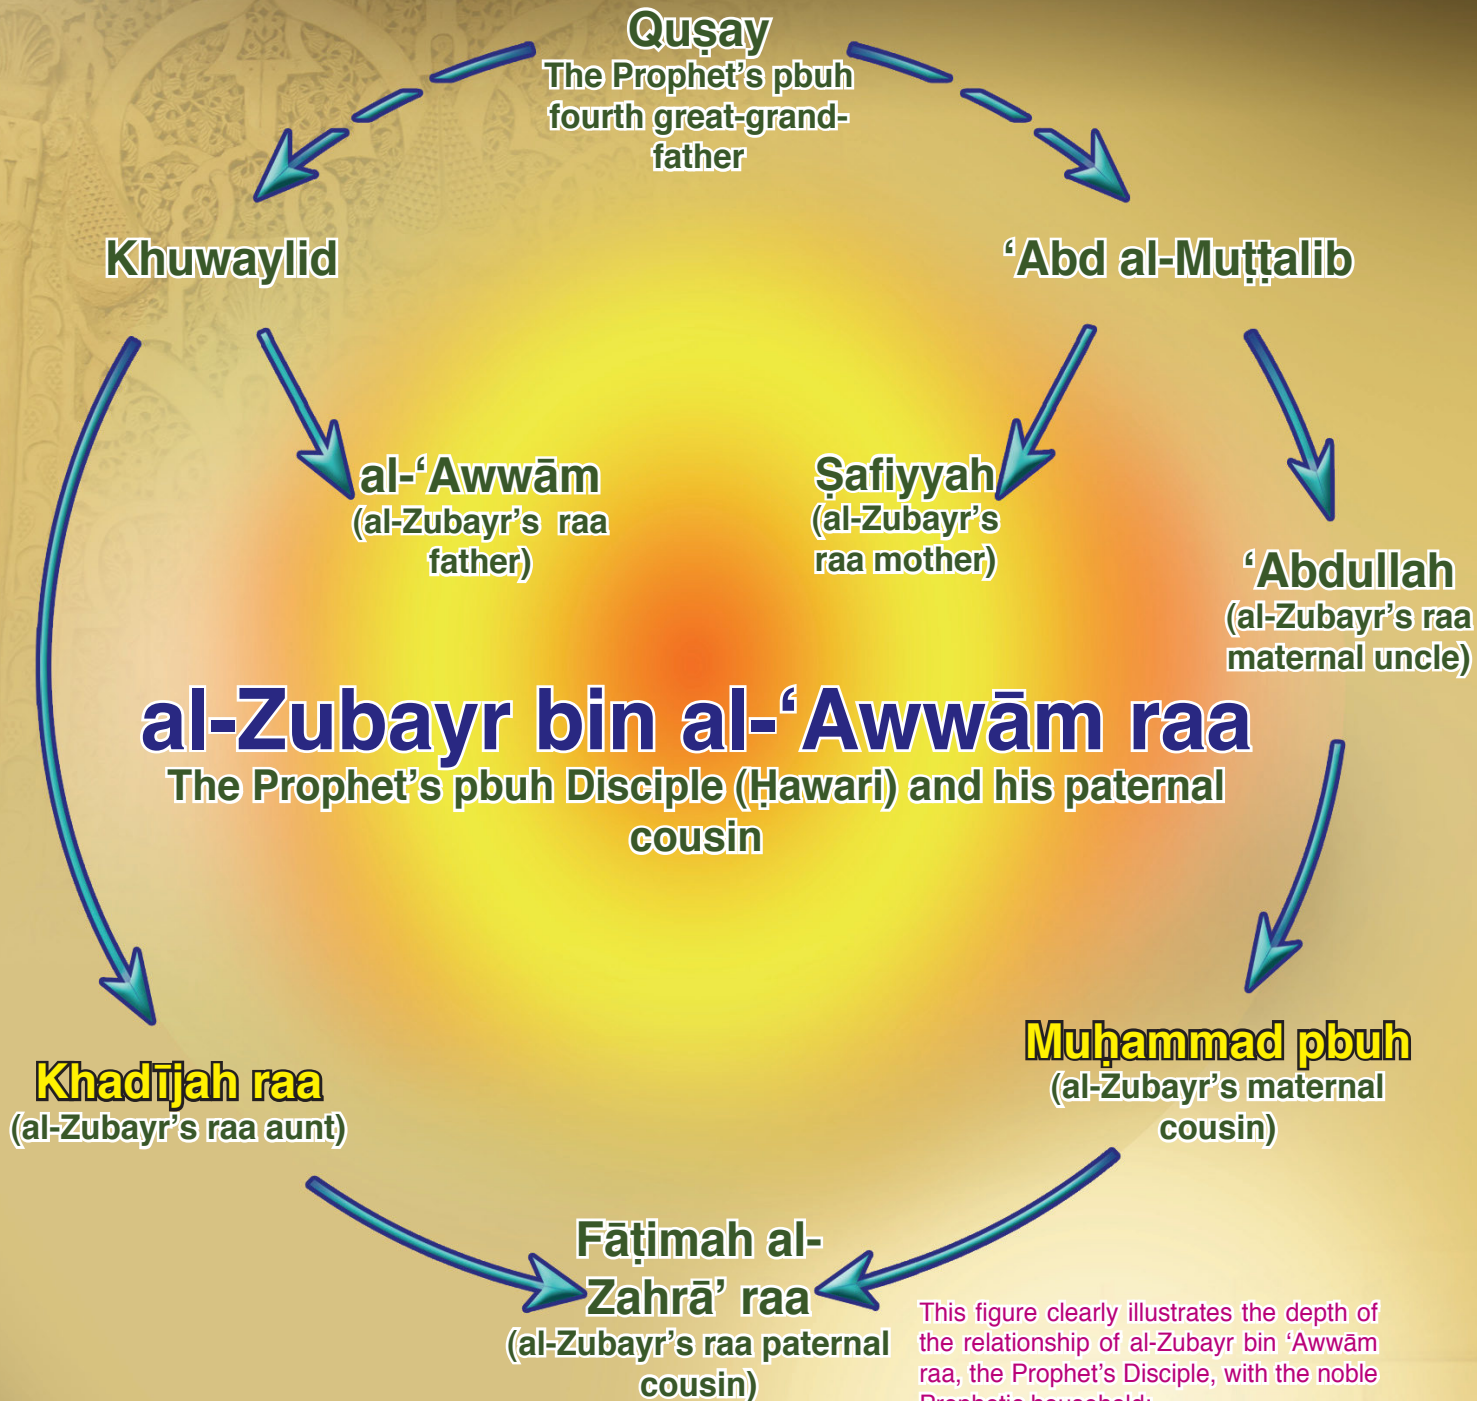 Quṣay
The Prophet’s pbuh
fourth great-grand-
father
Khuwaylid
‘Abd al-Muṭṭalib
al-‘Awwām
(al-Zubayr’s raa
father)
Ṣafiyyah
(al-Zubayr’s
raa mother)
‘Abdullah
(al-Zubayr’s raa
maternal uncle)
al-Zubayr bin al-‘Awwām raa
The Prophet’s pbuh Disciple (Ḥawari) and his paternal
cousin
Khadījah raa
(al-Zubayr’s raa aunt)
Muḥammad pbuh
(al-Zubayr’s maternal
cousin)
Fāṭimah al-
Zahrā’ raa
(al-Zubayr’s raa paternal
cousin)
This figure clearly illustrates the depth of
the relationship of al-Zubayr bin ‘Awwām
raa, the Prophet’s Disciple, with the noble
Prophetic household: